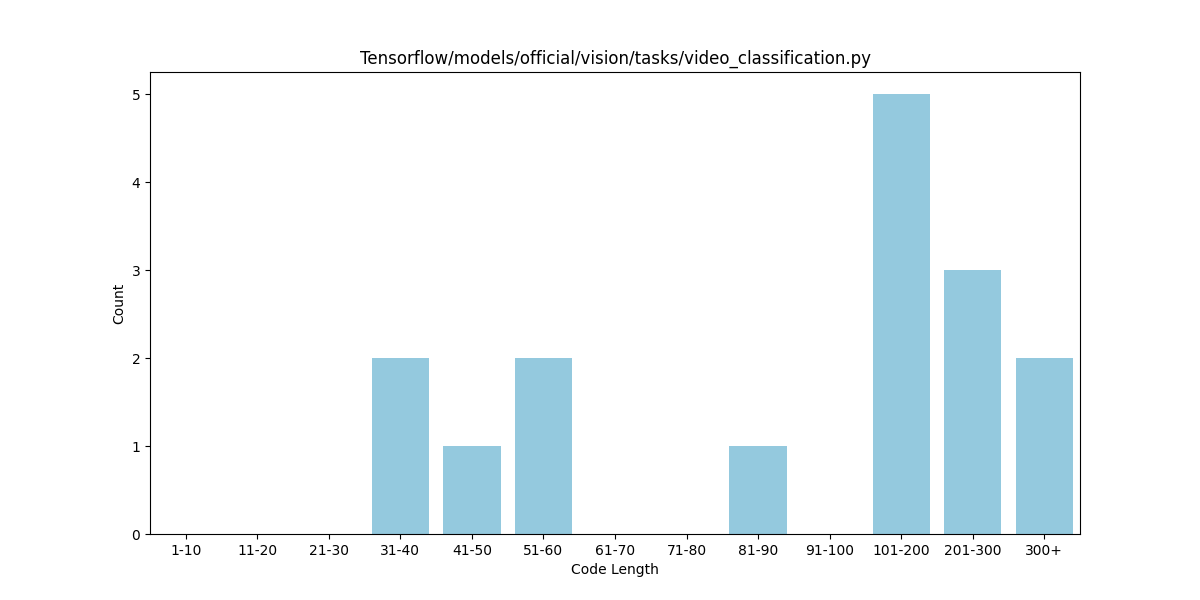 Tensorflow/models/official/vision/tasks/video_classification.py
5
4
3
2
1
0
Count
1-10 11-20 21-30 31-40 41-50 51-60 61-70 71-80 81-90 91-100 101-200 201-300 300+
Code Length